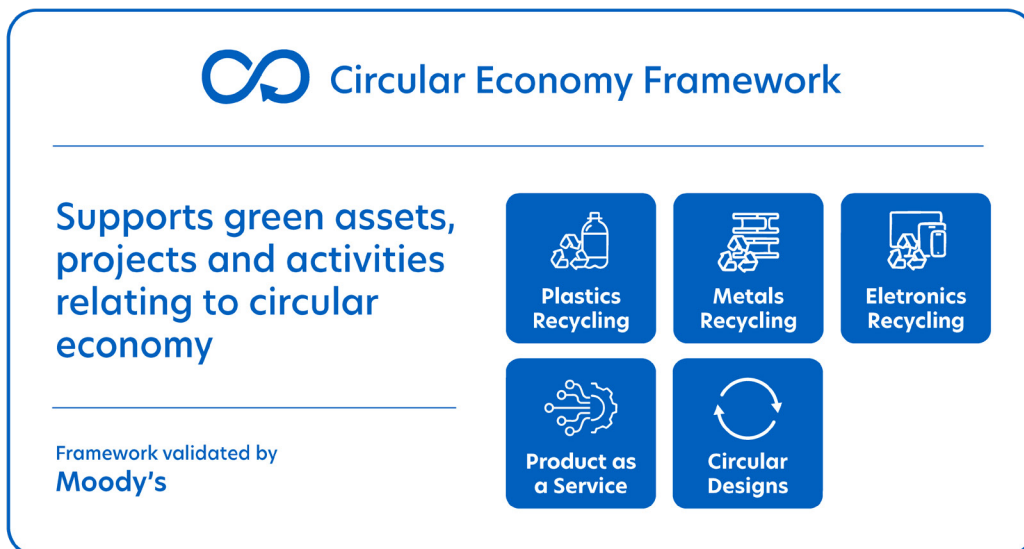 Circular Economy Framework
Supports green assets,
projects and activities
relating to circular
economy
Framework validated by
Moody's
Plastics
Recycling
Metals
Recycling
Eletronics
Recycling
Product as
a Service
Circular
Designs